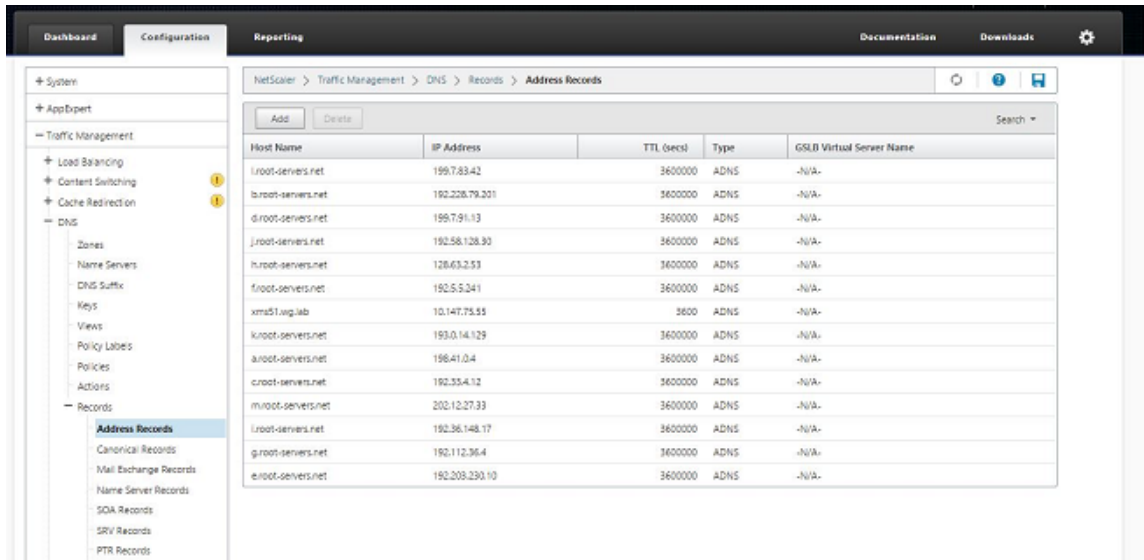 Dashboard Configuration Reporting Documentation Downloads
+ System
+ AppExpert
− Traffic Management
+ Load Balancing
+ Content Switching
+ Cache Redirection
− DNS
Zones
Name Servers
DNS Suffix
Keys
Views
Policy Labels
Policies
Actions
− Records
Address Records
Canonical Records
Mail Exchange Records
Name Server Records
SOA Records
SRV Records
PTR Records
NetScaler > Traffic Management > DNS > Records > Address Records
Add Delete Search
Host Name IP Address TTL (secs) Type GSLB Virtual Server Name
l.root-servers.net 199.7.83.42 3600000 ADNS -N/A-
b.root-servers.net 192.228.79.201 3600000 ADNS -N/A-
d.root-servers.net 199.7.91.13 3600000 ADNS -N/A-
j.root-servers.net 192.58.128.30 3600000 ADNS -N/A-
h.root-servers.net 128.63.2.53 3600000 ADNS -N/A-
f.root-servers.net 192.5.5.241 3600000 ADNS -N/A-
xms51.wg.lab 10.147.75.55 3600 ADNS -N/A-
k.root-servers.net 193.0.14.129 3600000 ADNS -N/A-
a.root-servers.net 198.41.0.4 3600000 ADNS -N/A-
c.root-servers.net 192.33.4.12 3600000 ADNS -N/A-
m.root-servers.net 202.12.27.33 3600000 ADNS -N/A-
i.root-servers.net 192.36.148.17 3600000 ADNS -N/A-
g.root-servers.net 192.112.36.4 3600000 ADNS -N/A-
e.root-servers.net 192.203.230.10 3600000 ADNS -N/A-